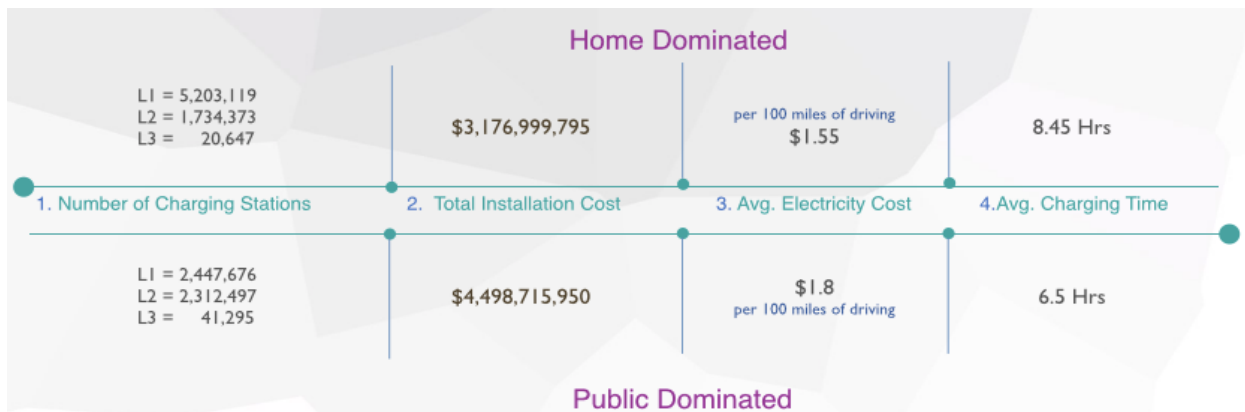 Home Dominated
L1 = 5,203,119
L2 = 1,734,373
L3 = 20,647
$3,176,999,795
per 100 miles of driving
$1.55
8.45 Hrs
1. Number of Charging Stations
2. Total Installation Cost
3. Avg. Electricity Cost
4.Avg. Charging Time
L1 = 2,447,676
L2 = 2,312,497
L3 = 41,295
$4,498,715,950
$1.8
per 100 miles of driving
6.5 Hrs
Public Dominated